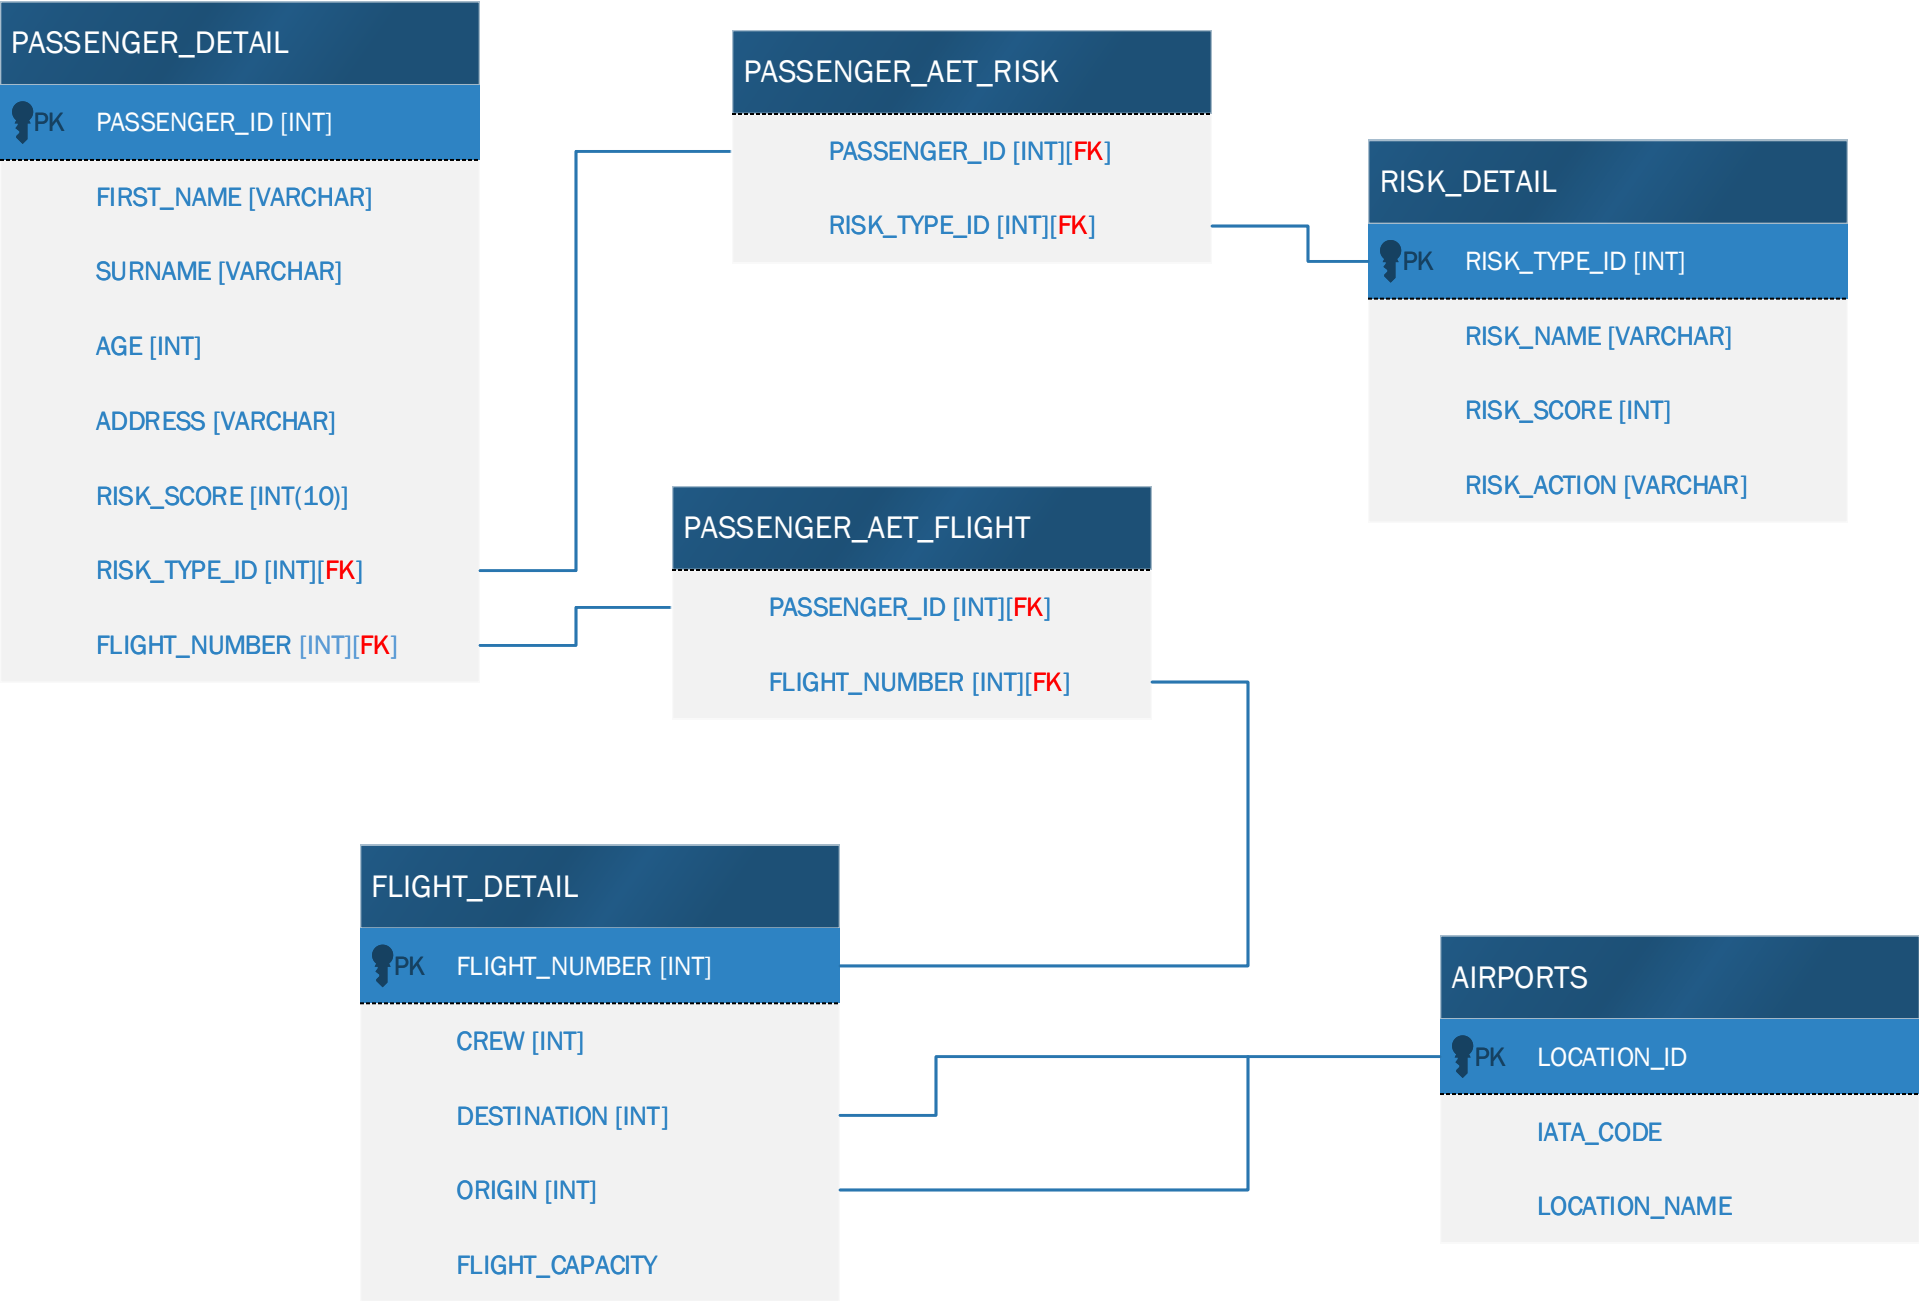 PASSENGER_DETAIL
PK PASSENGER_ID [INT]
FIRST_NAME [VARCHAR]
SURNAME [VARCHAR]
AGE [INT]
ADDRESS [VARCHAR]
RISK_SCORE [INT(10)]
RISK_TYPE_ID [INT][FK]
FLIGHT_NUMBER [INT][FK]
PASSENGER_AET_RISK
PASSENGER_ID [INT][FK]
RISK_TYPE_ID [INT][FK]
RISK_DETAIL
PK RISK_TYPE_ID [INT]
RISK_NAME [VARCHAR]
RISK_SCORE [INT]
RISK_ACTION [VARCHAR]
PASSENGER_AET_FLIGHT
PASSENGER_ID [INT][FK]
FLIGHT_NUMBER [INT][FK]
FLIGHT_DETAIL
PK FLIGHT_NUMBER [INT]
CREW [INT]
DESTINATION [INT]
ORIGIN [INT]
FLIGHT_CAPACITY
AIRPORTS
PK LOCATION_ID
IATA_CODE
LOCATION_NAME